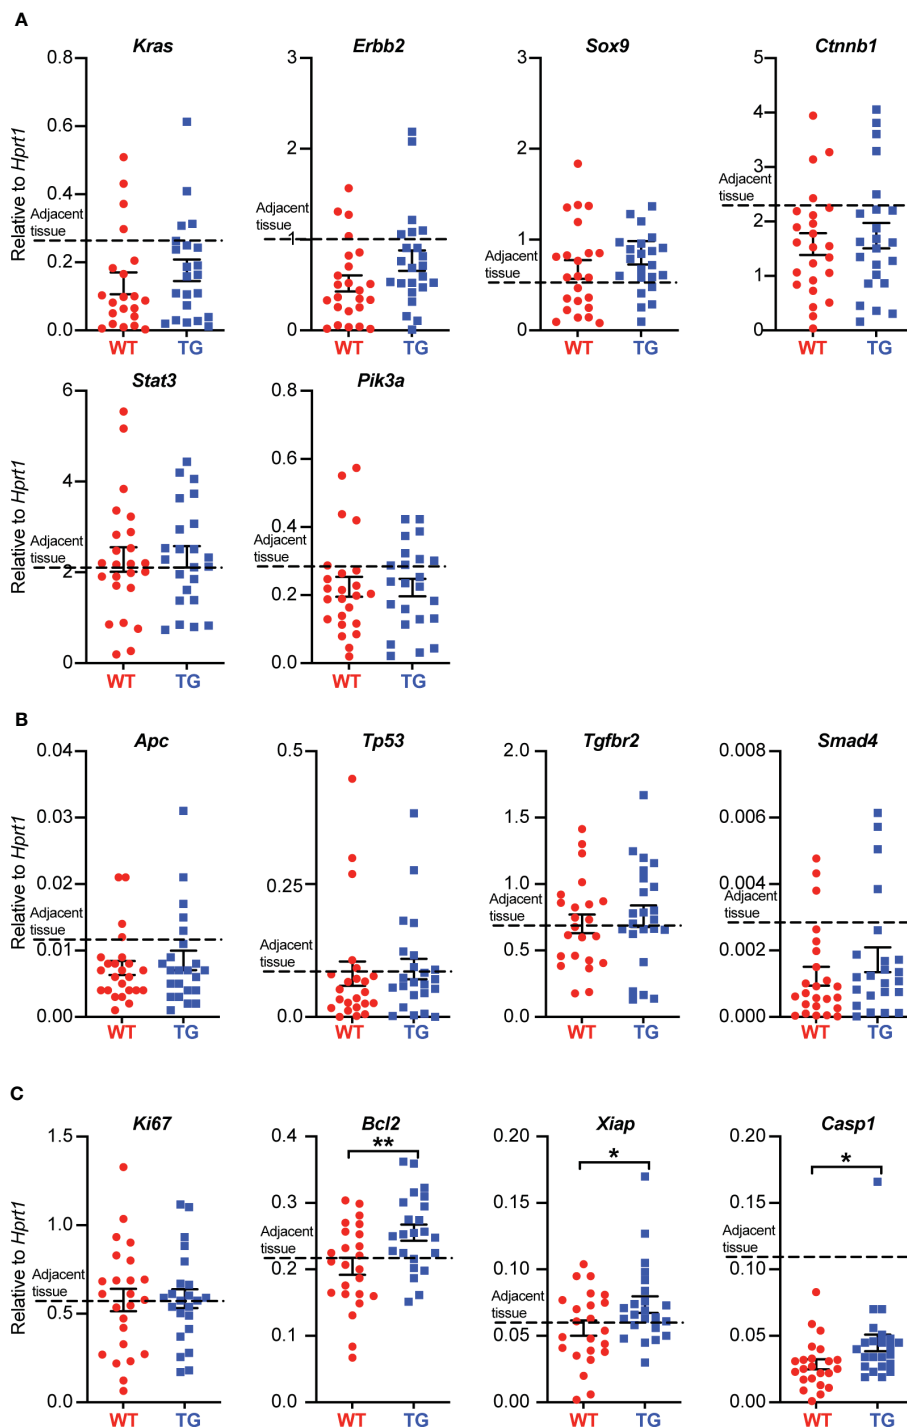 A
Kras
Erbb2
Sox9
Ctnnb1
Relative to Hprt1
0.8
0.6
0.4
0.2
0.0
Adjacent
tissue
WT
TG
3
2
1
0
Adjacent
tissue
WT
TG
3
2
1
0
Adjacent
tissue
WT
TG
5
4
3
2
1
0
Adjacent
tissue
WT
TG
Stat3
Pik3a
Relative to Hprt1
6
4
2
0
Adjacent
tissue
WT
TG
0.8
0.6
0.4
0.2
0.0
Adjacent
tissue
WT
TG
B
Apc
Tp53
Tgfbr2
Smad4
Relative to Hprt1
0.04
0.03
0.02
0.01
0.00
Adjacent
tissue
WT
TG
0.5
0.25
0.0
Adjacent
tissue
WT
TG
2.0
1.5
1.0
0.5
0.0
Adjacent
tissue
WT
TG
0.008
0.006
0.004
0.002
0.000
Adjacent
tissue
WT
TG
C
Ki67
Bcl2
Xiap
Casp1
Relative to Hprt1
1.5
1.0
0.5
0.0
Adjacent
tissue
WT
TG
0.4
0.3
0.2
0.1
0.0
Adjacent
tissue
**
WT
TG
0.20
0.15
0.10
0.05
0.00
Adjacent
tissue
*
WT
TG
0.20
0.15
0.10
0.05
0.00
Adjacent
tissue
*
WT
TG